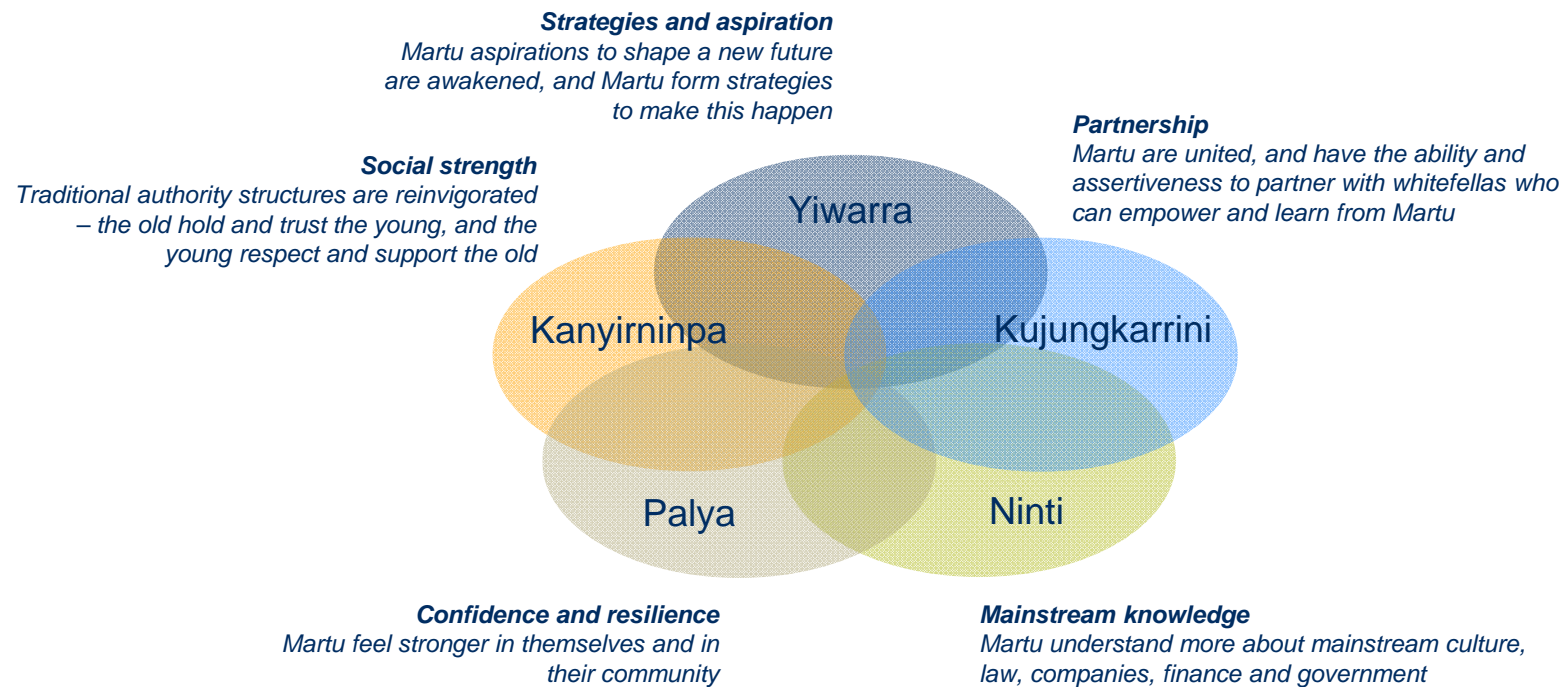 Strategies and aspiration
Martu aspirations to shape a new future
are awakened, and Martu form strategies
to make this happen
Partnership
Martu are united, and have the ability and
assertiveness to partner with whitefellas who
can empower and learn from Martu
Social strength
Traditional authority structures are reinvigorated
– the old hold and trust the young, and the
young respect and support the old
Yiwarra
Kanyirninpa
Kujungkarrini
Palya
Ninti
Confidence and resilience
Martu feel stronger in themselves and in
their community
Mainstream knowledge
Martu understand more about mainstream culture,
law, companies, finance and government